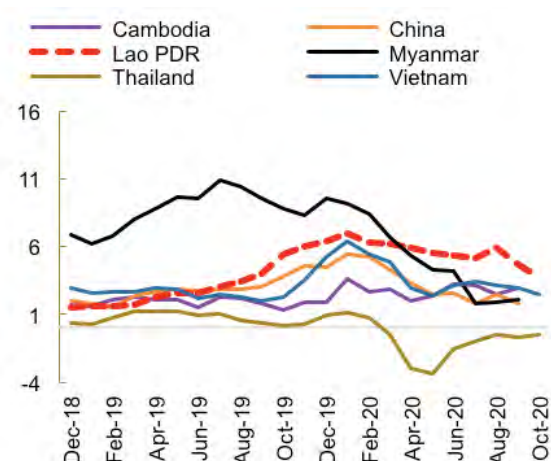 Cambodia China
Lao PDR Myanmar
Thailand Vietnam
16
11
6
1
-4
Dec-18 Feb-19 Apr-19 Jun-19 Aug-19 Oct-19 Dec-19 Feb-20 Apr-20 Jun-20 Aug-20 Oct-20